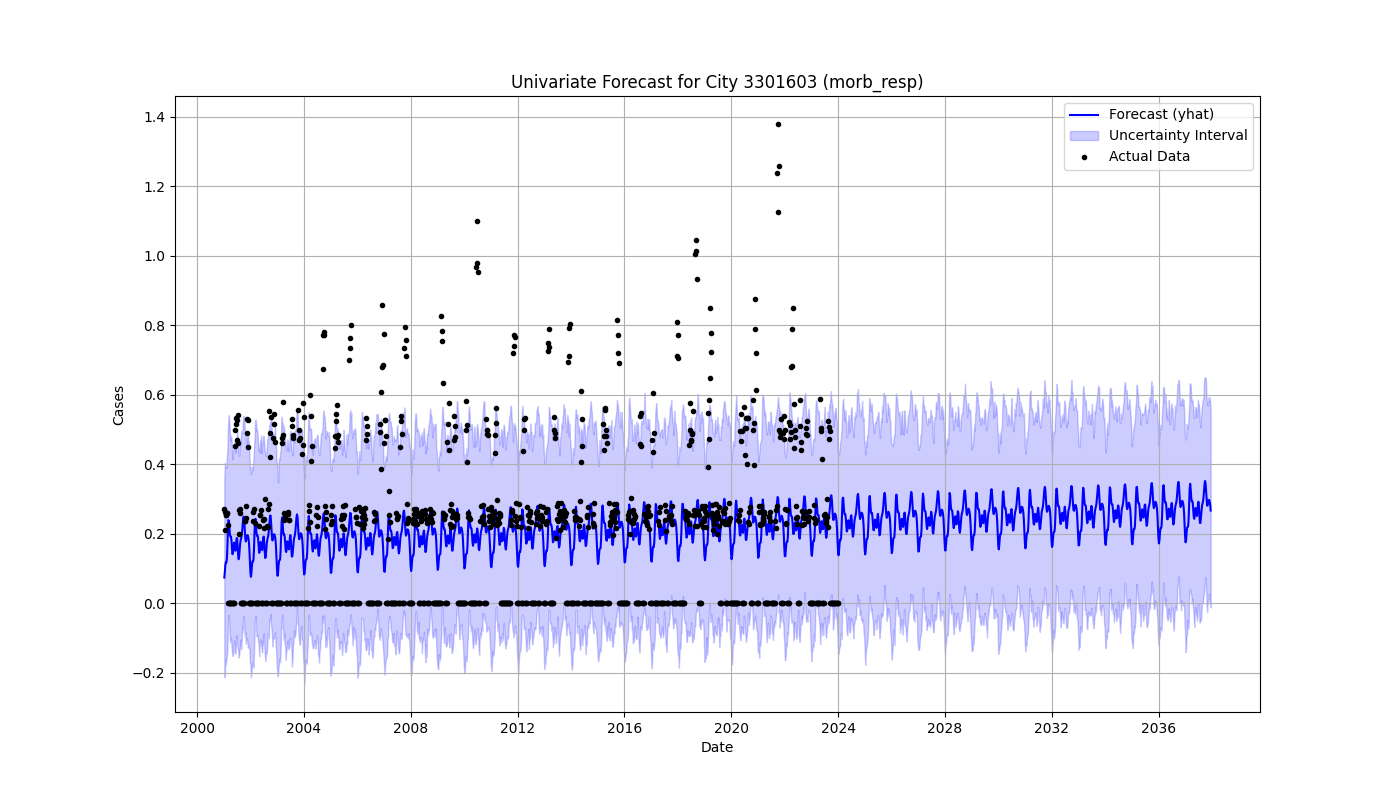 Univariate Forecast for City 3301603 (morb_resp)
Forecast (yhat)
Uncertainty Interval
Actual Data
Cases
1.4
1.2
1.0
0.8
0.6
0.4
0.2
0.0
−0.2
2000 2004 2008 2012 2016 2020 2024 2028 2032 2036
Date